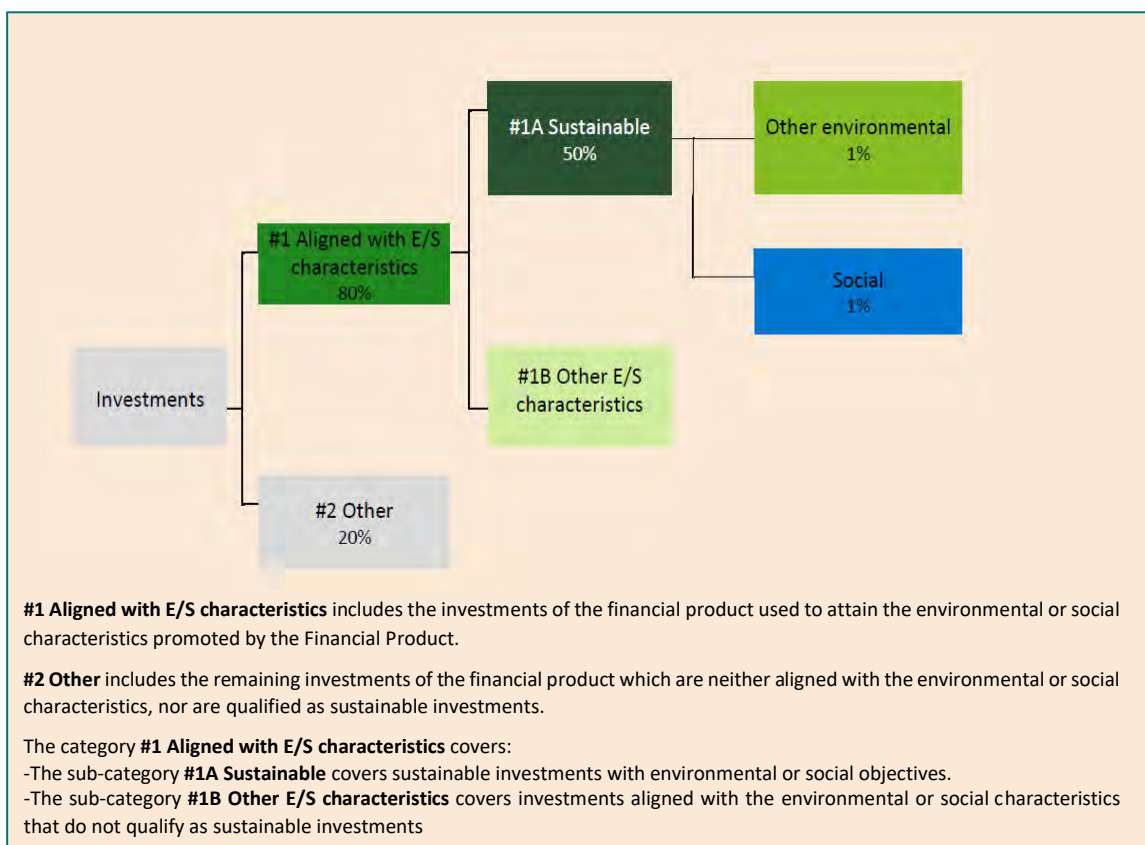 #1A Sustainable
50%
Other environmental
1%
#1 Aligned with E/S
characteristics
80%
Social
1%
#1B Other E/S
characteristics
Investments
#2 Other
20%
#1 Aligned with E/S characteristics includes the investments of the financial product used to attain the environmental or social
characteristics promoted by the Financial Product.
#2 Other includes the remaining investments of the financial product which are neither aligned with the environmental or social
characteristics, nor are qualified as sustainable investments.
The category #1 Aligned with E/S characteristics covers:
-The sub-category #1A Sustainable covers sustainable investments with environmental or social objectives.
-The sub-category #1B Other E/S characteristics covers investments aligned with the environmental or social characteristics
that do not qualify as sustainable investments